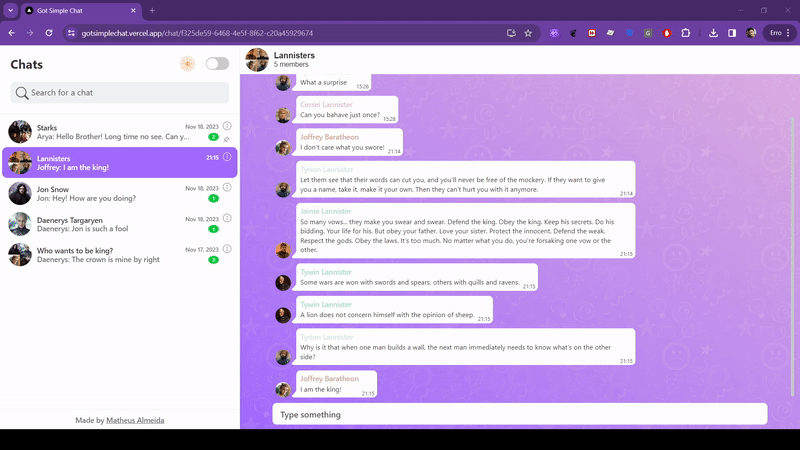 Got Simple Chat
gotsimplechat.vercel.app/chat/f325de59-6468-4e5f-8f62-c20a45929674
Erro
Chats
Search for a chat
Starks
Nov 18, 2023
Arya: Hello Brother! Long time no see. Can y...
2
Lannisters
21:15
Joffrey: I am the king!
Jon Snow
Nov 18, 2023
Jon: Hey! How are you doing?
1
Daenerys Targaryen
Nov 18, 2023
Daenerys: Jon is such a fool
1
Who wants to be king?
Nov 17, 2023
Daenerys: The crown is mine by right
2
Made by Matheus Almeida
Lannisters
5 members
What a surprise
15:26
Cersei Lannister
Can you bahave just once?
15:28
Joffrey Baratheon
I don't care what you swore!
21:14
Tyrion Lannister
Let them see that their words can cut you, and you'll never be free of the mockery. If they want to give
you a name, take it, make it your own. Then they can't hurt you with it anymore.
21:14
Jaime Lannister
So many vows... they make you swear and swear. Defend the king. Obey the king. Keep his secrets. Do his
bidding. Your life for his. But obey your father. Love your sister. Protect the innocent. Defend the weak.
Respect the gods. Obey the laws. It's too much. No matter what you do, you're forsaking one vow or the
other.
21:15
Tywin Lannister
Some wars are won with swords and spears, others with quills and ravens.
21:15
Tywin Lannister
A lion does not concern himself with the opinion of sheep.
21:15
Tyrion Lannister
Why is it that when one man builds a wall, the next man immediately needs to know what's on the other
side?
21:15
Joffrey Baratheon
I am the king!
21:15
Type something